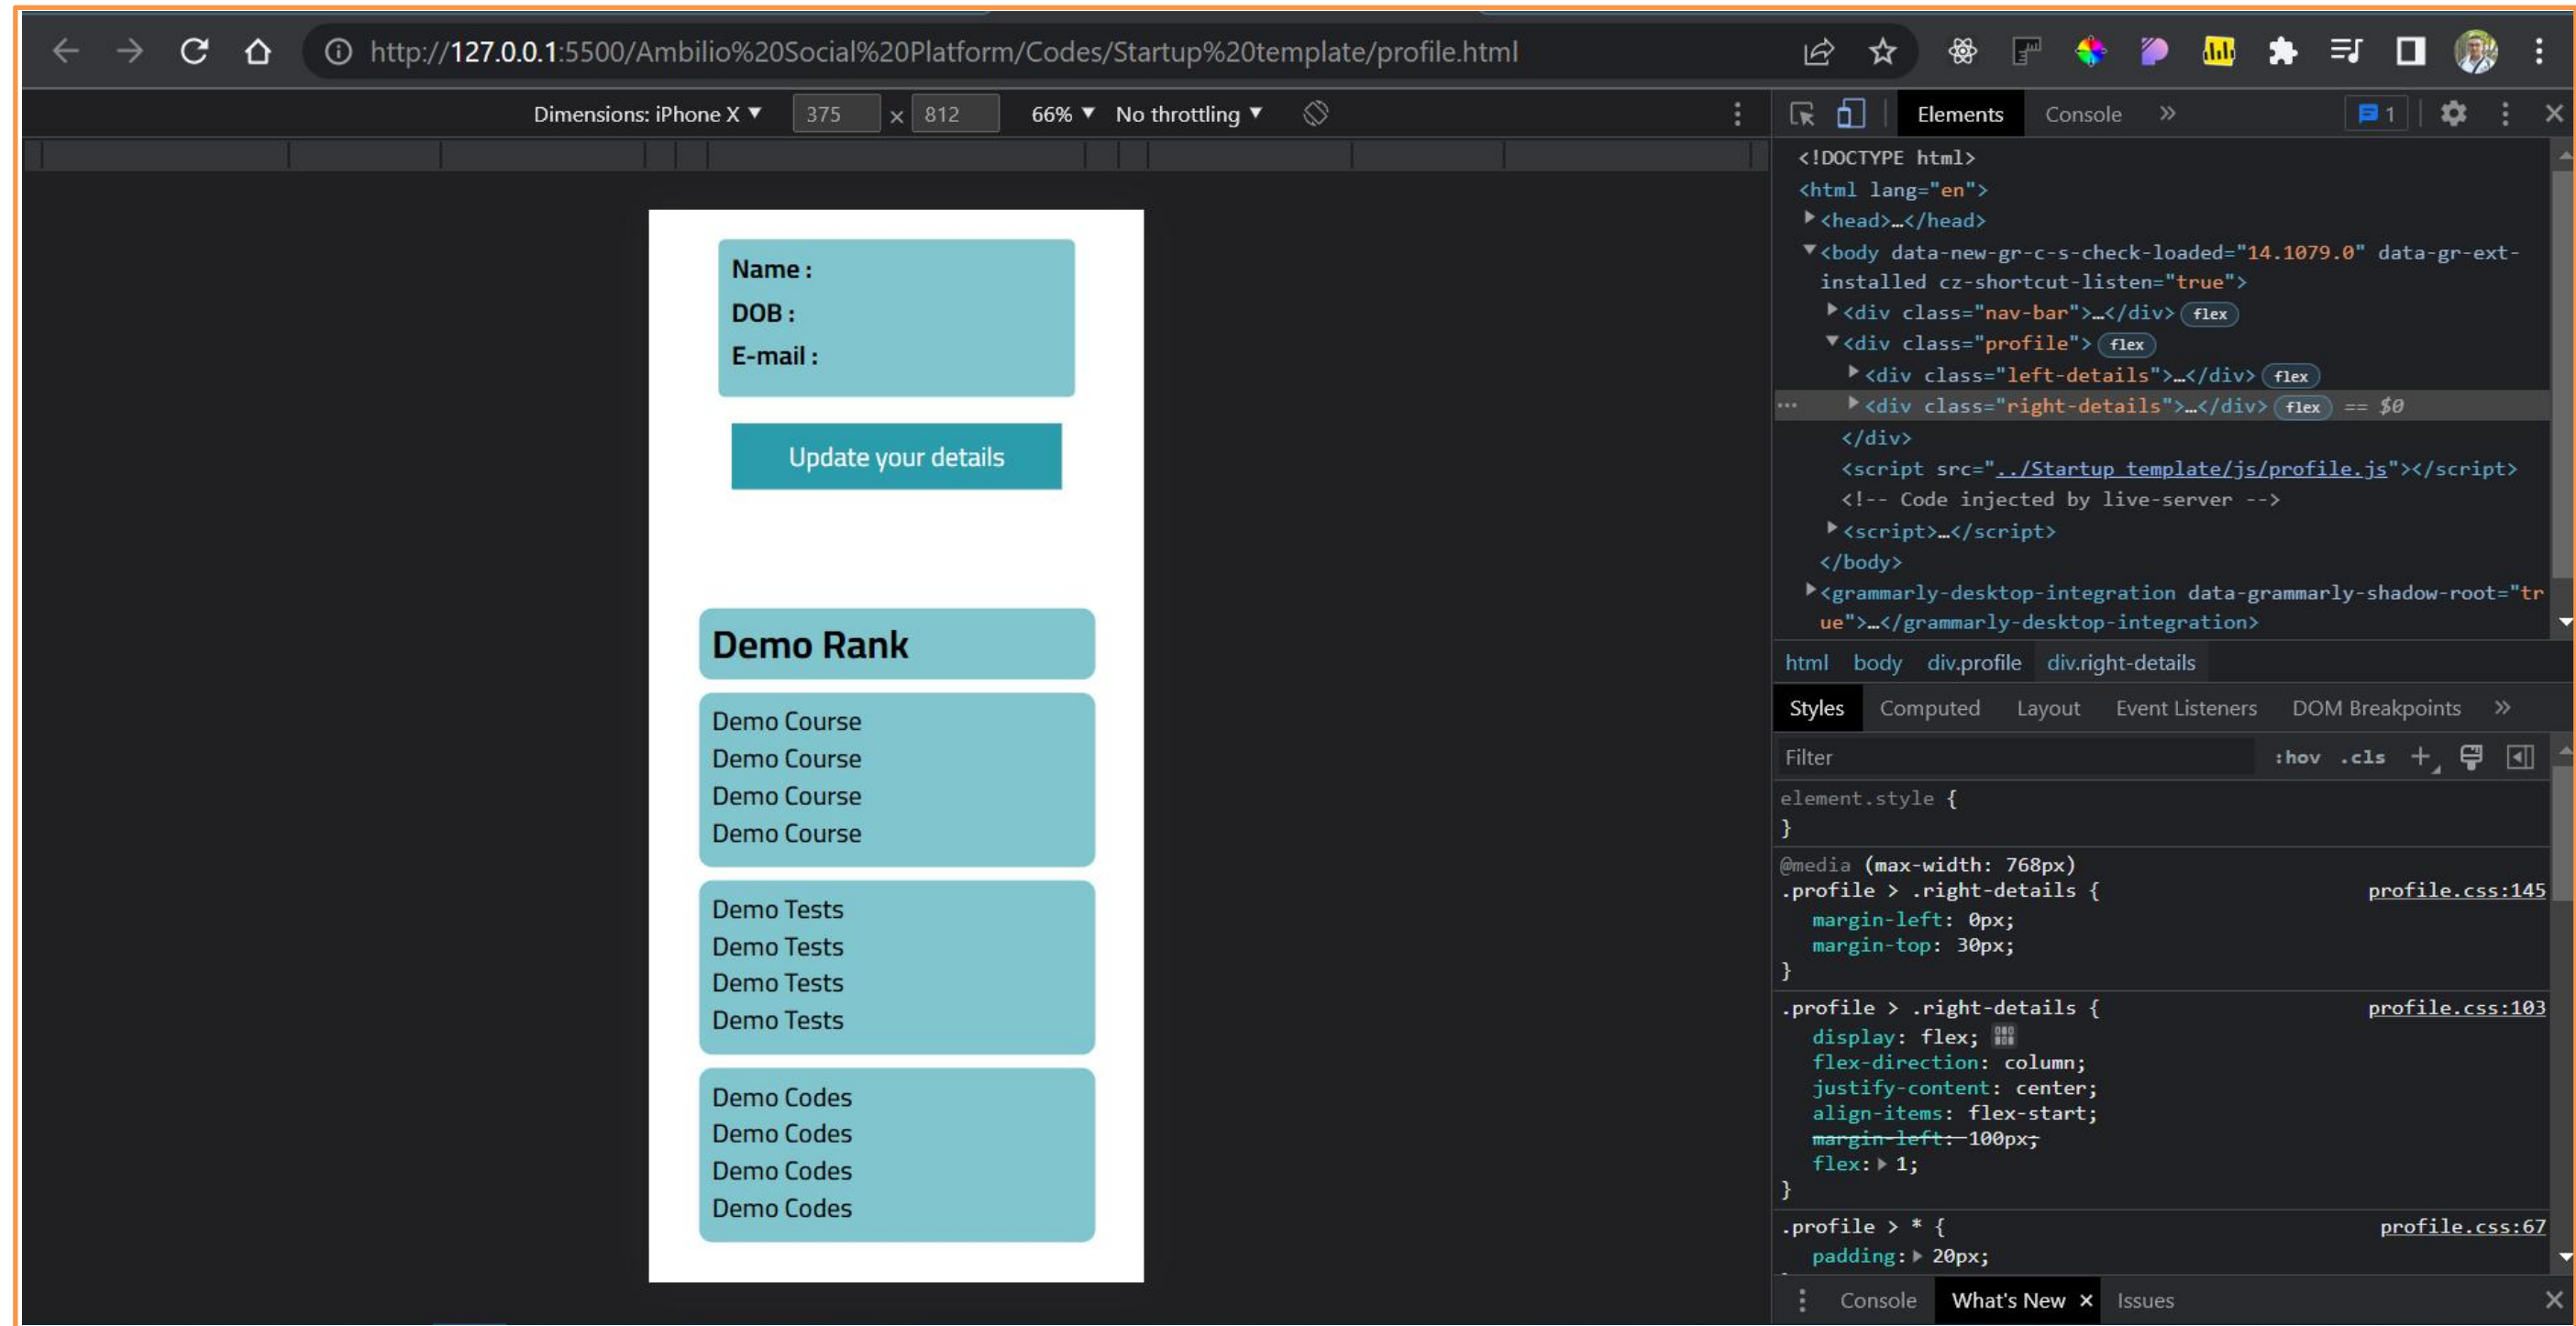 http://127.0.0.1:5500/Ambilio%20Social%20Platform/Codes/Startup%20template/profile.html
Dimensions: iPhone X ▼ 375 × 812 66% ▼ No throttling ▼
Name :
DOB :
E-mail :
Update your details
Demo Rank
Demo Course
Demo Course
Demo Course
Demo Course
Demo Tests
Demo Tests
Demo Tests
Demo Tests
Demo Codes
Demo Codes
Demo Codes
Demo Codes
Elements Console » 1
<!DOCTYPE html>
<html lang="en">
<head>…</head>
<body data-new-gr-c-s-check-loaded="14.1079.0" data-gr-ext-
installed cz-shortcut-listen="true">
<div class="nav-bar">…</div> flex
<div class="profile"> flex
<div class="left-details">…</div> flex
… <div class="right-details">…</div> flex == $0
</div>
<script src="../Startup template/js/profile.js"></script>
<!-- Code injected by live-server -->
<script>…</script>
</body>
<grammarly-desktop-integration data-grammarly-shadow-root="tr
ue">…</grammarly-desktop-integration>
html body div.profile div.right-details
Styles Computed Layout Event Listeners DOM Breakpoints »
Filter :hov .cls +
element.style {
}
@media (max-width: 768px)
.profile > .right-details { profile.css:145
margin-left: 0px;
margin-top: 30px;
}
.profile > .right-details { profile.css:103
display: flex;
flex-direction: column;
justify-content: center;
align-items: flex-start;
margin-left: 100px;
flex: 1;
}
.profile > * { profile.css:67
padding: 20px;
Console What's New × Issues